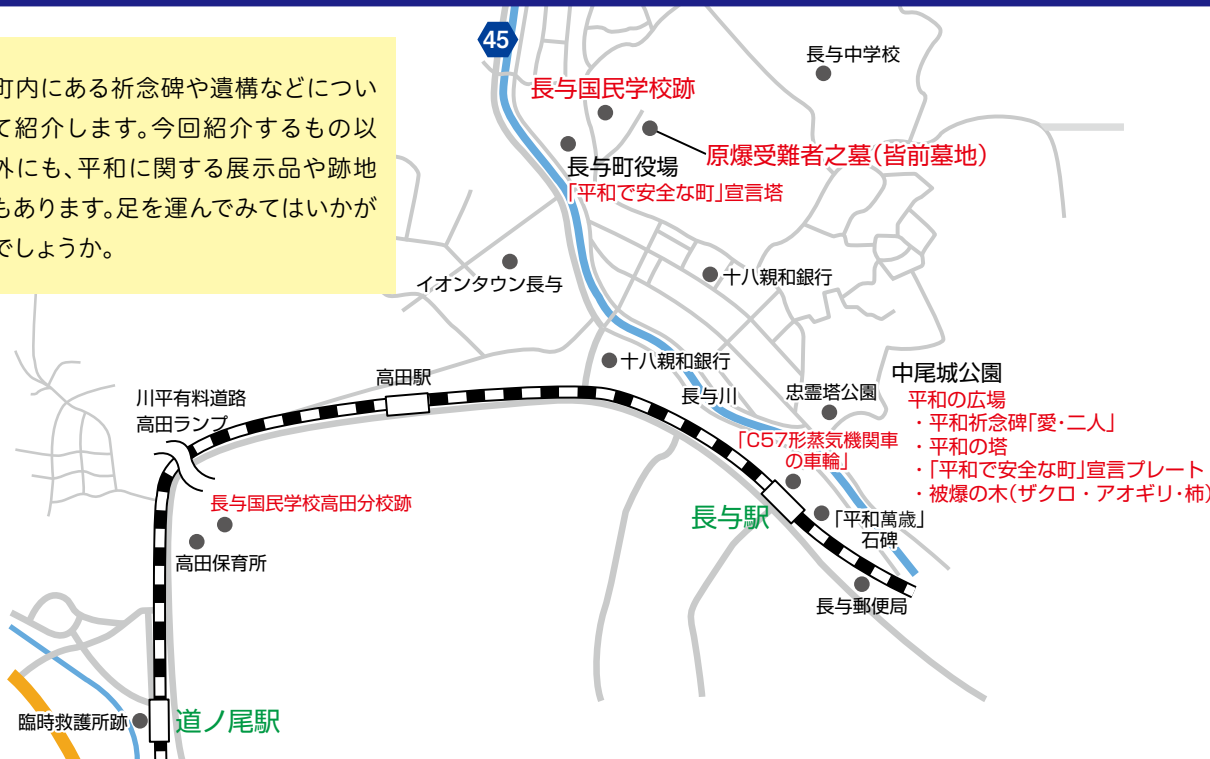 町内にある祈念碑や遺構などについ
て紹介します。今回紹介するもの以
外にも、平和に関する展示品や跡地
もあります。足を運んでみてはいかが
でしょうか。
45
長与中学校
長与国民学校跡
原爆受難者之墓(皆前墓地)
長与町役場
「平和で安全な町」宣言塔
イオンタウン長与
十八親和銀行
十八親和銀行
高田駅
川平有料道路
高田ランプ
長与川
忠霊塔公園
中尾城公園
平和の広場
・平和祈念碑「愛・二人」
・平和の塔
・「平和で安全な町」宣言プレート
・被爆の木(ザクロ・アオギリ・柿)
「C57形蒸気機関車
の車輪」
長与国民学校高田分校跡
高田保育所
長与駅
「平和萬歳」
石碑
長与郵便局
臨時救護所跡
道ノ尾駅